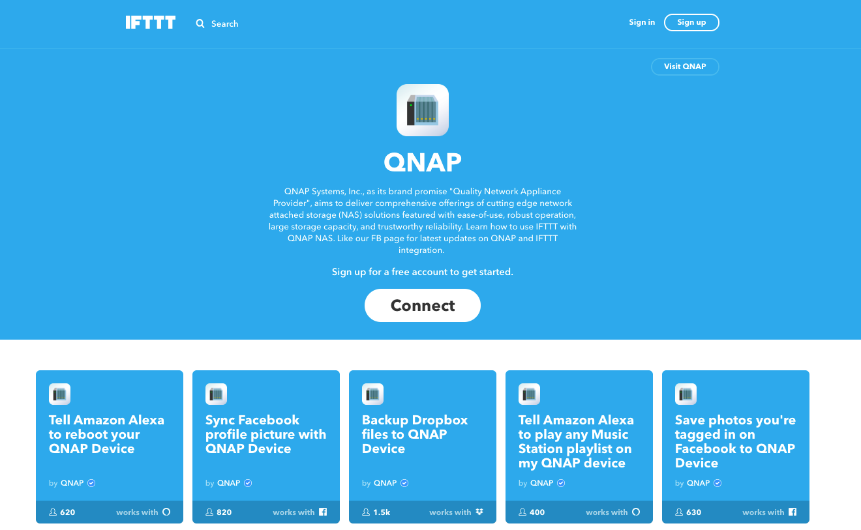 IFTTT
Search
Sign in
Sign up
Visit QNAP
QNAP
QNAP Systems, Inc., as its brand promise "Quality Network Appliance
Provider", aims to deliver comprehensive offerings of cutting edge network
attached storage (NAS) solutions featured with ease-of-use, robust operation,
large storage capacity, and trustworthy reliability. Learn how to use IFTTT with
QNAP NAS. Like our FB page for latest updates on QNAP and IFTTT
integration.
Sign up for a free account to get started.
Connect
Tell Amazon Alexa
to reboot your
QNAP Device
by QNAP
620
works with
Sync Facebook
profile picture with
QNAP Device
by QNAP
820
works with
Backup Dropbox
files to QNAP
Device
by QNAP
1.5k
works with
Tell Amazon Alexa
to play any Music
Station playlist on
my QNAP device
by QNAP
400
works with
Save photos you're
tagged in on
Facebook to QNAP
Device
by QNAP
630
works with